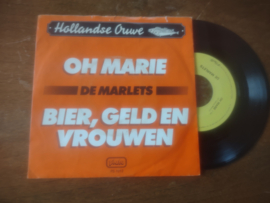 Hollandse Ouwe
OH MARIE
DE MARLETS
BIER, GELD EN
VROUWEN